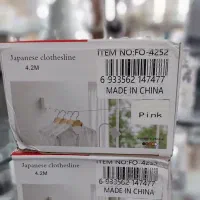 Japanese clothesline
4.2M
ITEM NO:FO-4252
6 933562 147477
MADE IN CHINA
Pink
Japanese clothesline
4.2M
ITEM NO:FO-4252
6 933562 147477
MADE IN CHINA